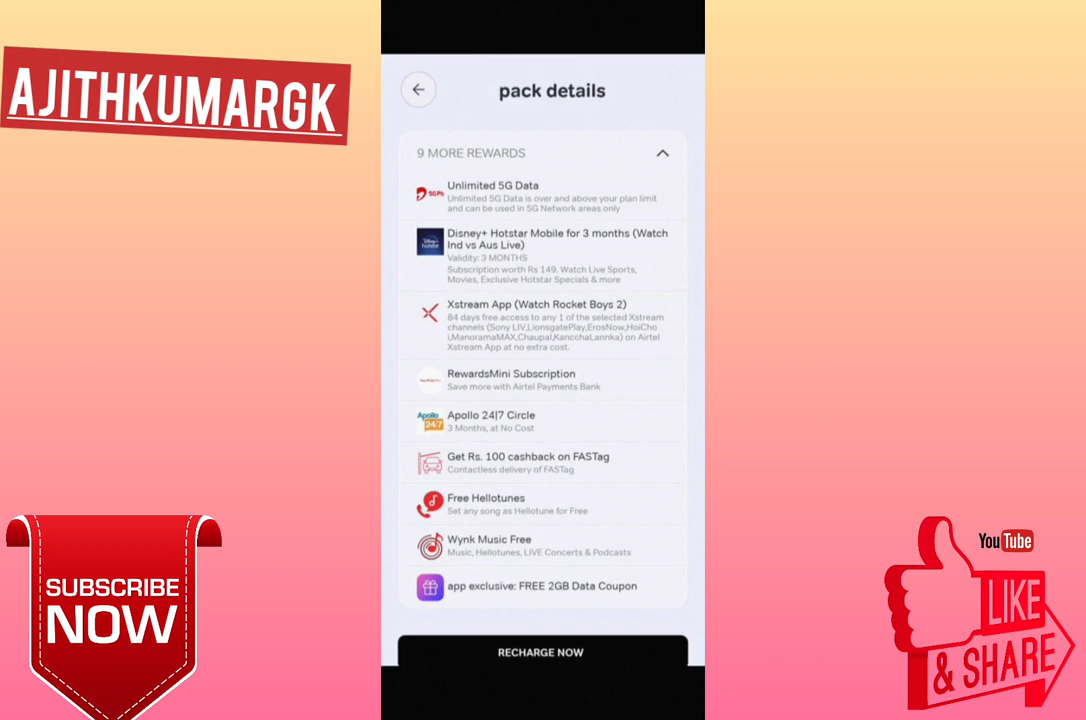 AJITHKUMARGK
pack details
9 MORE REWARDS
Unlimited 5G Data
Unlimited 5G Data is over and above your plan limit
and can be used in 5G Network areas only
Disney+ Hotstar Mobile for 3 months (Watch
Ind vs Aus Live)
Validity: 3 MONTHS
Subscription worth Rs 149. Watch Live Sports,
Movies, Exclusive Hotstar Specials & more
Xstream App (Watch Rocket Boys 2)
84 days free access to any 1 of the selected Xstream
channels (Sony LIV,LionsgatePlay,ErosNow,HoiCho
i,ManoramaMAX,Chaupal,KancchaLannka) on Airtel
Xstream App at no extra cost.
RewardsMini Subscription
Save more with Airtel Payments Bank
Apollo 24|7 Circle
3 Months, at No Cost
Apollo
24/7
Get Rs. 100 cashback on FASTag
Contactless delivery of FASTag
Free Hellotunes
Set any song as Hellotune for Free
Wynk Music Free
Music, Hellotunes, LIVE Concerts & Podcasts
app exclusive: FREE 2GB Data Coupon
RECHARGE NOW
SUBSCRIBE
NOW
YouTube
LIKE
& SHARE